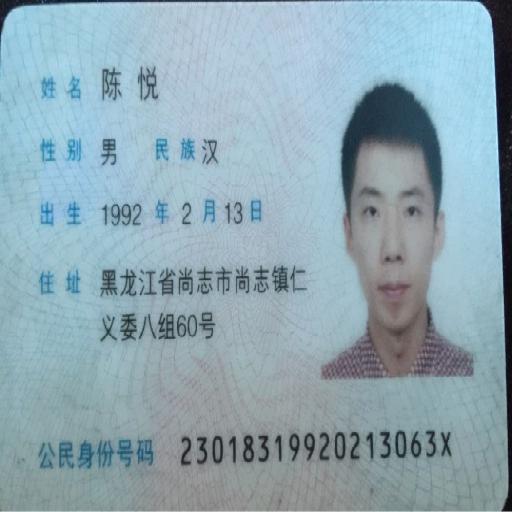 姓名 陈悦
性别 男 民族 汉
出生 1992 年 2 月 13 日
住址 黑龙江省尚志市尚志镇仁
义委八组60号
公民身份号码 23018319920213063X